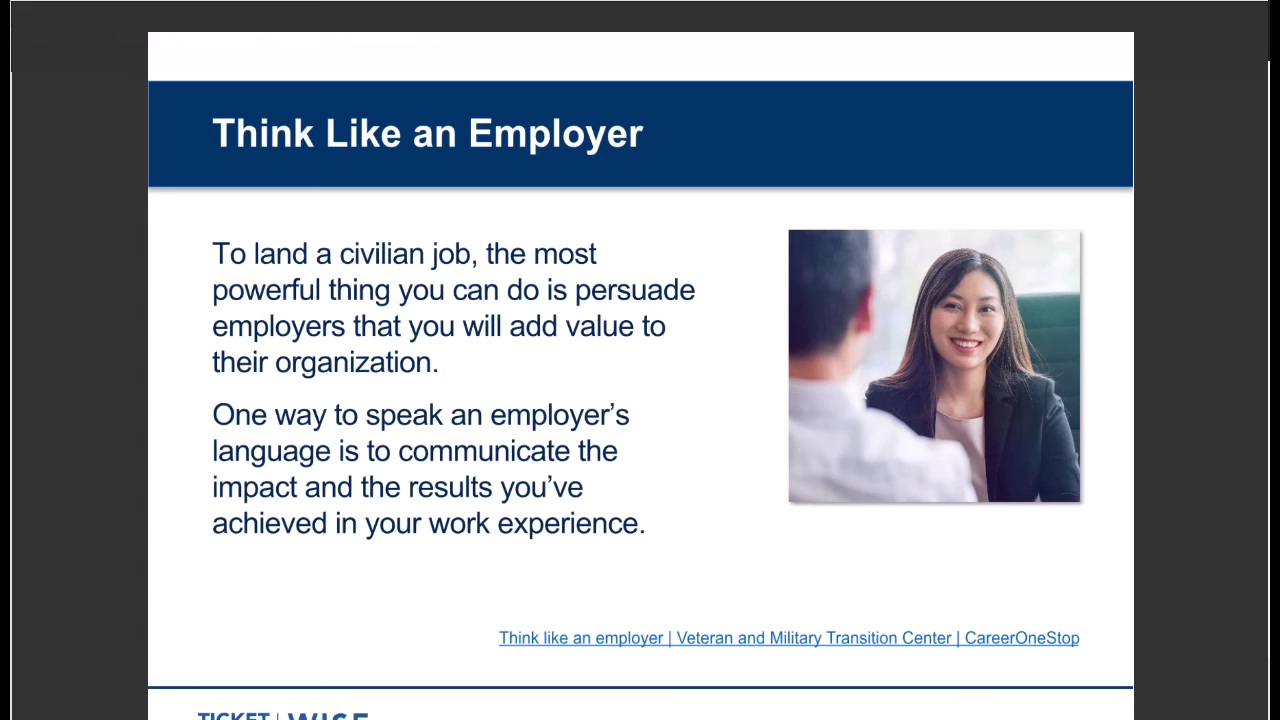 Think Like an Employer
To land a civilian job, the most
powerful thing you can do is persuade
employers that you will add value to
their organization.
One way to speak an employer’s
language is to communicate the
impact and the results you’ve
achieved in your work experience.
Think like an employer | Veteran and Military Transition Center | CareerOneStop
TICKET | WISE